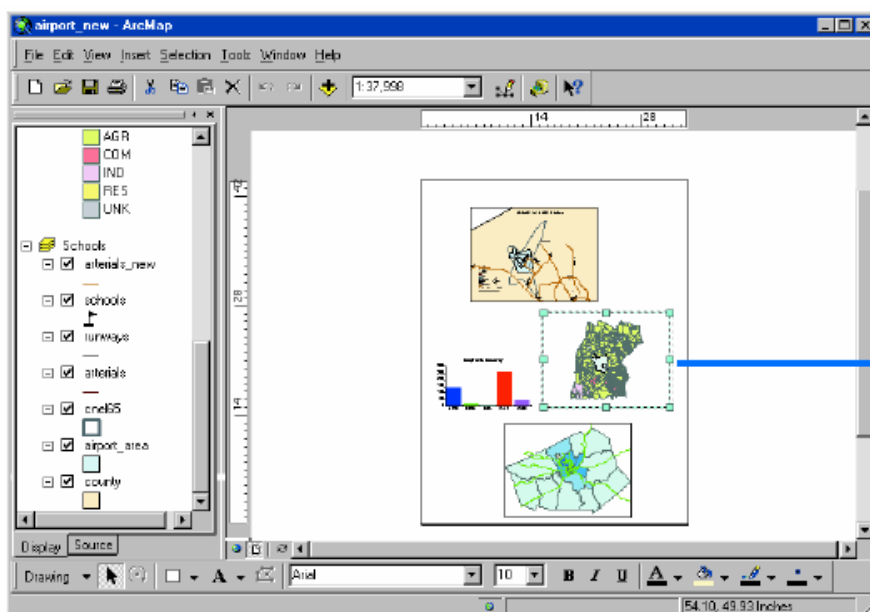 airport_new - ArcMap
File Edit View Insert Selection Tools Window Help
1:37,998
14 28
AGR
COM
IND
RES
UNK
Schools
arterials_new
schools
runways
arterials
cnel65
airport_area
county
42
28
14
Display Source
Drawing A Arial 10 B I U A
54.10, 49.93 Inches